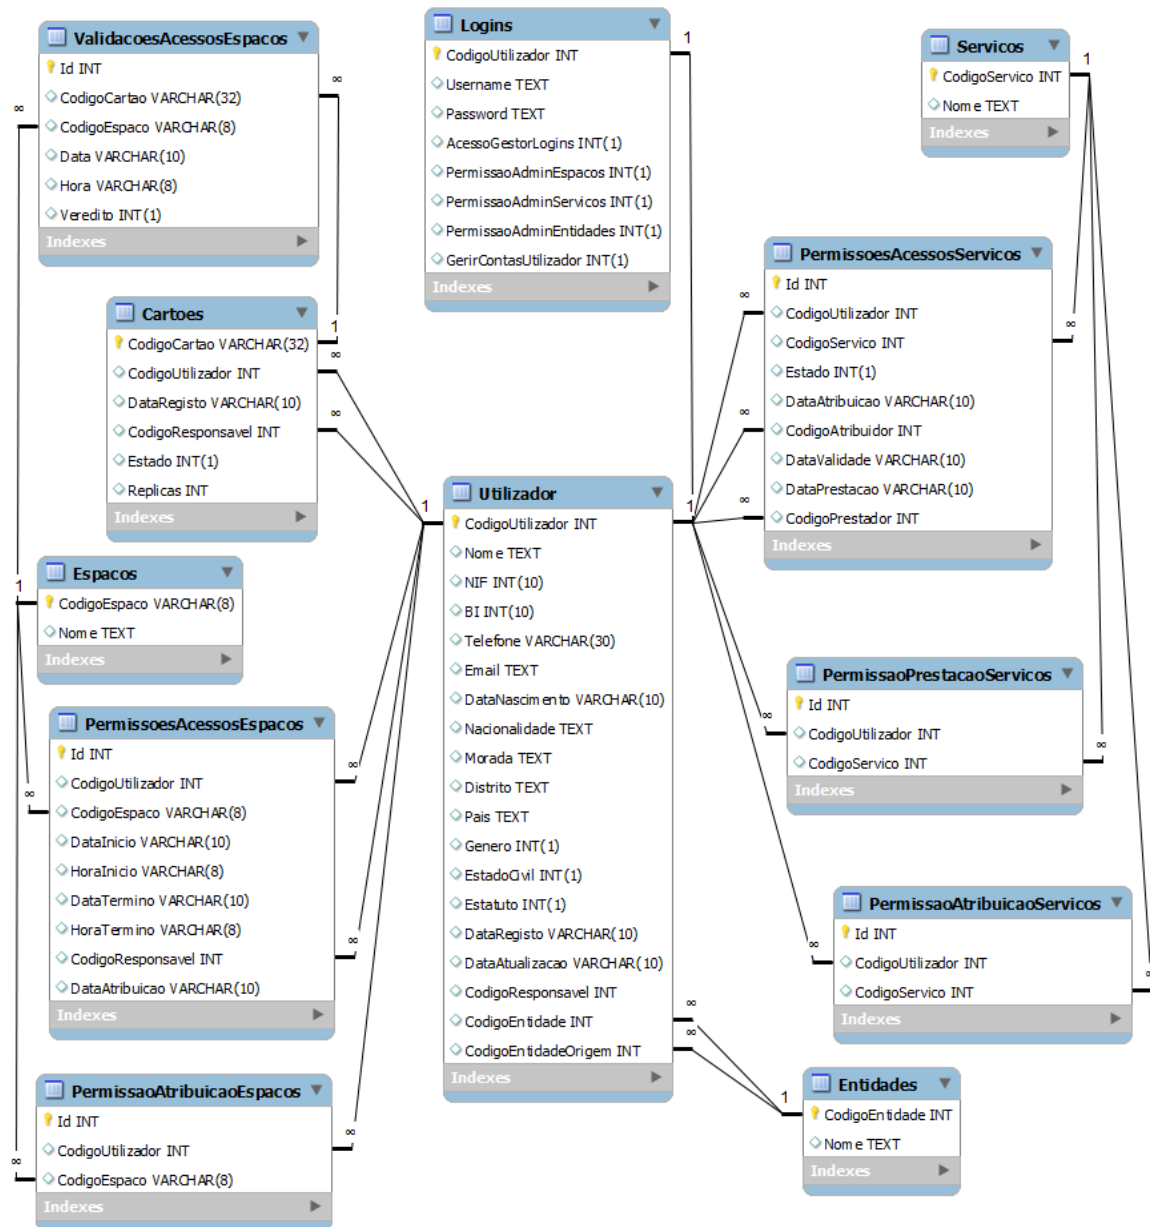 ValidacoesAcessosEspacos
Id INT
CodigoCartao VARCHAR(32)
CodigoEspaco VARCHAR(8)
Data VARCHAR(10)
Hora VARCHAR(8)
Veredito INT(1)
Indexes
∞
∞
Logins
CodigoUtilizador INT
Username TEXT
Password TEXT
AcessoGestorLogins INT(1)
PermissaoAdminEspacos INT(1)
PermissaoAdminServicos INT(1)
PermissaoAdminEntidades INT(1)
GerirContasUtilizador INT(1)
Indexes
1
Servicos
CodigoServico INT
Nome TEXT
Indexes
1
Cartoes
CodigoCartao VARCHAR(32)
CodigoUtilizador INT
DataRegisto VARCHAR(10)
CodigoResponsavel INT
Estado INT(1)
Replicas INT
Indexes
1
∞
∞
PermissoesAcessosServicos
Id INT
CodigoUtilizador INT
CodigoServico INT
Estado INT(1)
DataAtribuicao VARCHAR(10)
CodigoAtribuidor INT
DataValidade VARCHAR(10)
DataPrestacao VARCHAR(10)
CodigoPrestador INT
Indexes
∞
∞
∞
∞
Utilizador
CodigoUtilizador INT
Nome TEXT
NIF INT(10)
BI INT(10)
Telefone VARCHAR(30)
Email TEXT
DataNascimento VARCHAR(10)
Nacionalidade TEXT
Morada TEXT
Distrito TEXT
Pais TEXT
Genero INT(1)
EstadoCivil INT(1)
Estatuto INT(1)
DataRegisto VARCHAR(10)
DataAtualizacao VARCHAR(10)
CodigoResponsavel INT
CodigoEntidade INT
CodigoEntidadeOrigem INT
Indexes
1
1
∞
∞
Espacos
CodigoEspaco VARCHAR(8)
Nome TEXT
Indexes
1
PermissoesAcessosEspacos
Id INT
CodigoUtilizador INT
CodigoEspaco VARCHAR(8)
DataInicio VARCHAR(10)
HoraInicio VARCHAR(8)
DataTermino VARCHAR(10)
HoraTermino VARCHAR(8)
CodigoResponsavel INT
DataAtribuicao VARCHAR(10)
Indexes
∞
∞
∞
PermissaoPrestacaoServicos
Id INT
CodigoUtilizador INT
CodigoServico INT
Indexes
∞
∞
PermissaoAtribuicaoServicos
Id INT
CodigoUtilizador INT
CodigoServico INT
Indexes
∞
∞
PermissaoAtribuicaoEspacos
Id INT
CodigoUtilizador INT
CodigoEspaco VARCHAR(8)
Indexes
∞
∞
Entidades
CodigoEntidade INT
Nome TEXT
Indexes
1